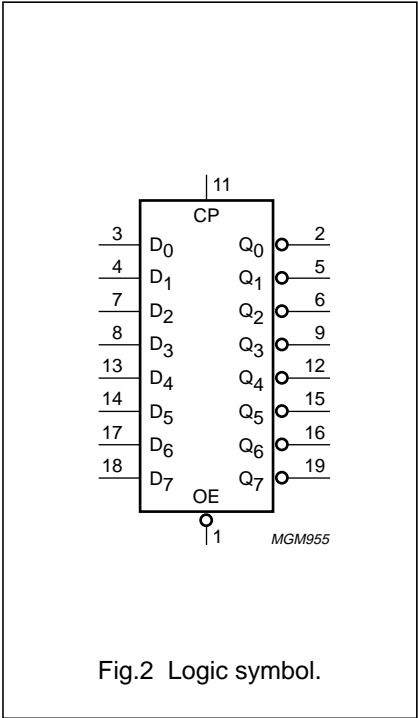 11
CP
3 D0 Q0 2
4 D1 Q1 5
7 D2 Q2 6
8 D3 Q3 9
13 D4 Q4 12
14 D5 Q5 15
17 D6 Q6 16
18 D7 Q7 19
OE
1
MGM955
Fig.2 Logic symbol.